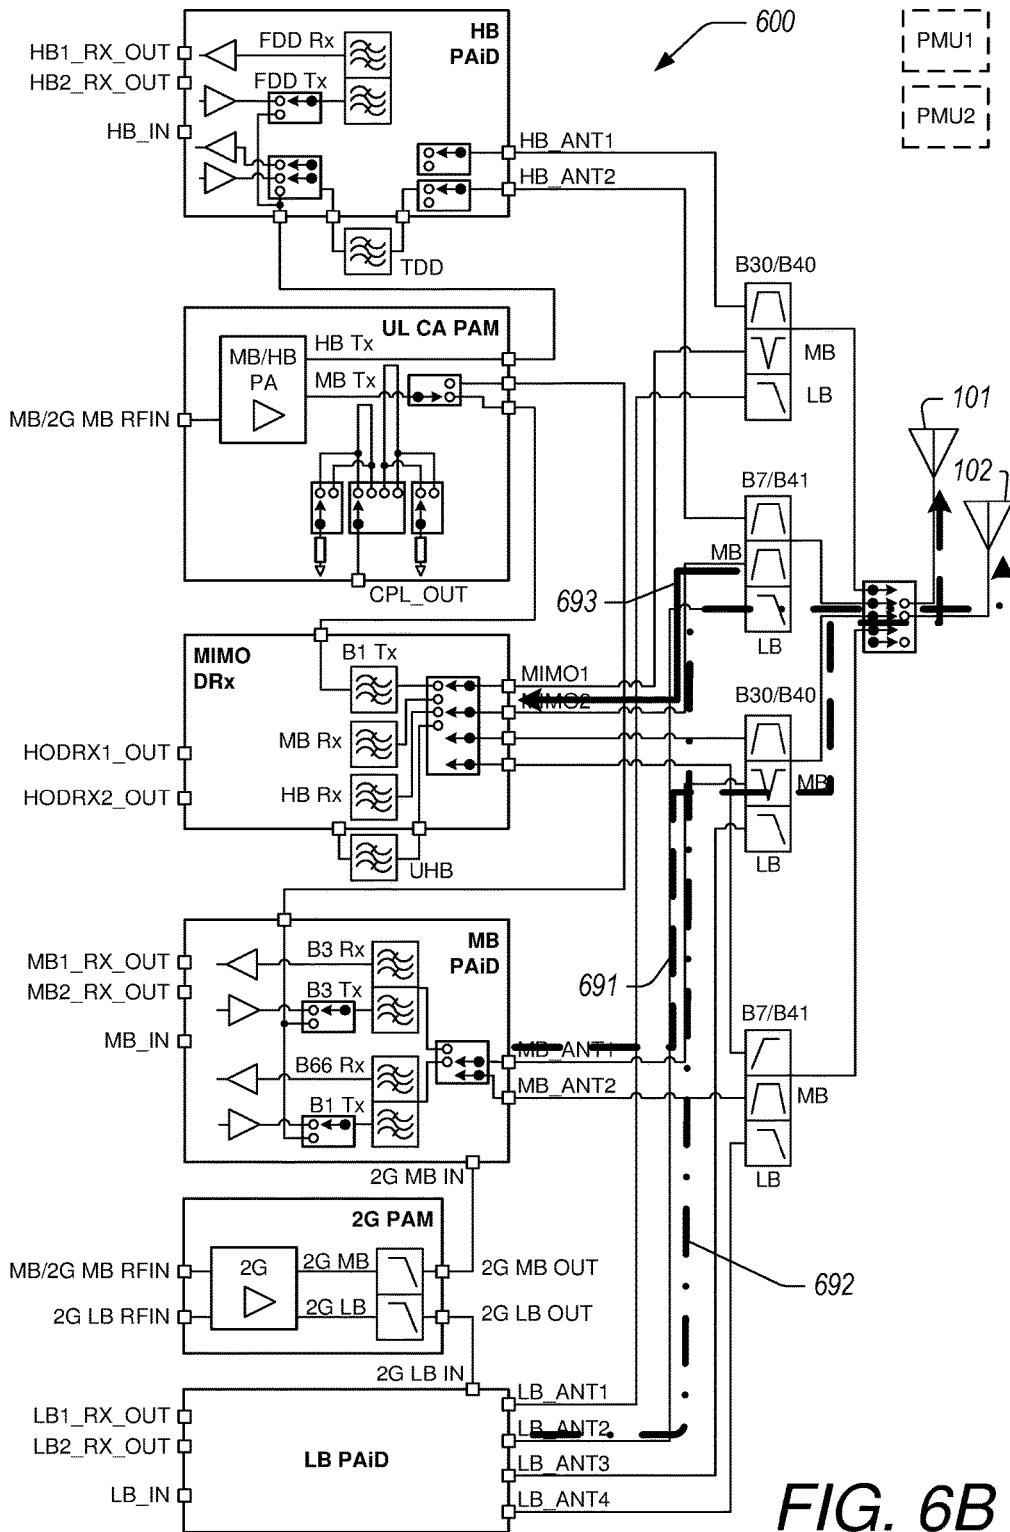 HB
PAiD
600
PMU1
PMU2
HB1_RX_OUT
FDD Rx
HB2_RX_OUT
FDD Tx
HB_IN
HB_ANT1
HB_ANT2
TDD
B30/B40
MB
LB
UL CA PAM
HB Tx
MB/HB
PA
MB Tx
MB/2G MB RFIN
CPL_OUT
101
102
B7/B41
MB
LB
693
MIMO
DRx
B1 Tx
MIMO1
MIMO2
MB Rx
HB Rx
HODRX1_OUT
HODRX2_OUT
UHB
B30/B40
MB
LB
MB
PAiD
MB1_RX_OUT
B3 Rx
MB2_RX_OUT
B3 Tx
MB_IN
B66 Rx
B1 Tx
MB_ANT1
MB_ANT2
691
B7/B41
MB
LB
2G MB IN
2G PAM
MB/2G MB RFIN
2G
2G MB
2G MB OUT
2G LB RFIN
2G LB
2G LB OUT
692
2G LB IN
LB1_RX_OUT
LB2_RX_OUT
LB PAiD
LB_IN
LB_ANT1
LB_ANT2
LB_ANT3
LB_ANT4
FIG. 6B